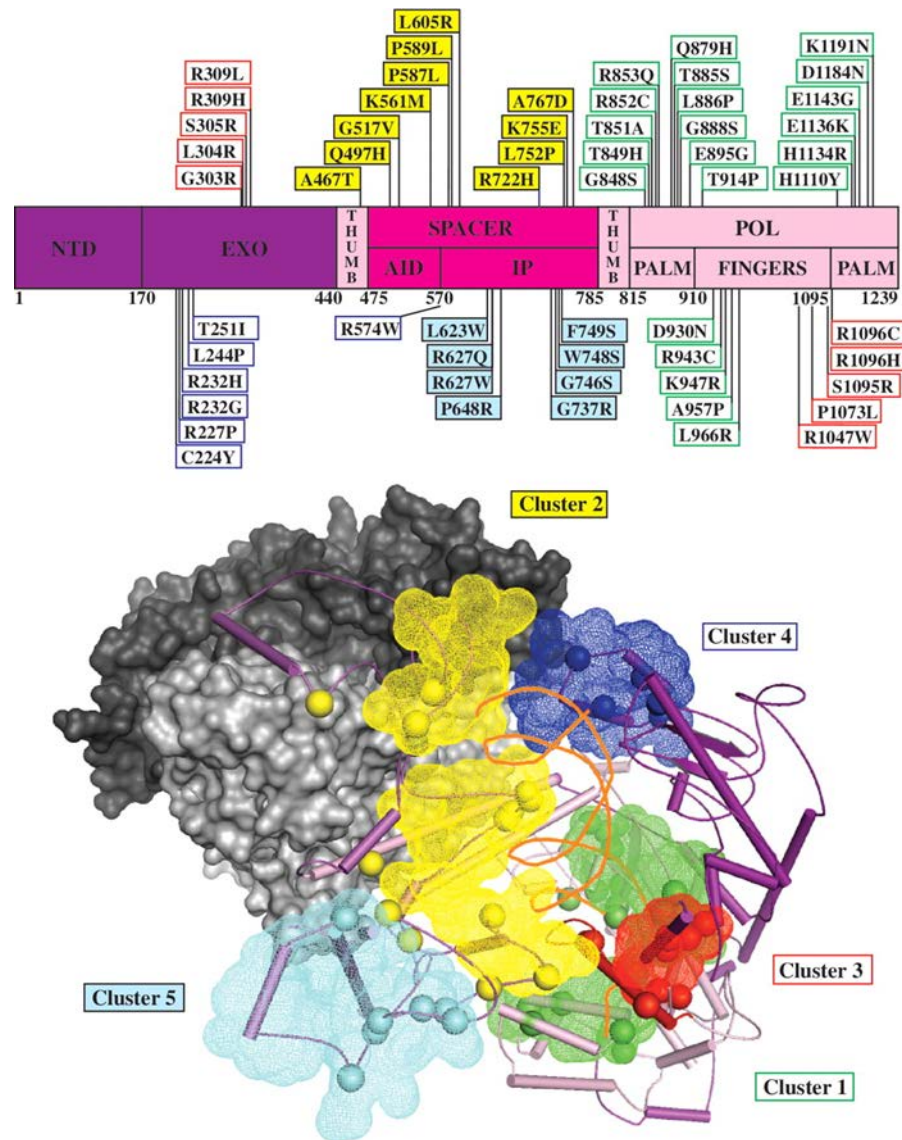 L605R
P589L
P587L
K561M
G517V
Q497H
A467T
R309L
R309H
S305R
L304R
G303R
A767D
K755E
L752P
R722H
R853Q
R852C
T851A
T849H
G848S
Q879H
T885S
L886P
G888S
E895G
T914P
K1191N
D1184N
E1143G
E1136K
H1134R
H1110Y
NTD
EXO
THUMB
SPACER
AID
IP
THUMB
POL
PALM
FINGERS
PALM
1 170 440 475 570 785 815 910 1095 1239
T251I
L244P
R232H
R232G
R227P
C224Y
R574W
L623W
R627Q
R627W
P648R
F749S
W748S
G746S
G737R
D930N
R943C
K947R
A957P
L966R
R1096C
R1096H
S1095R
P1073L
R1047W
Cluster 2
Cluster 4
Cluster 5
Cluster 3
Cluster 1